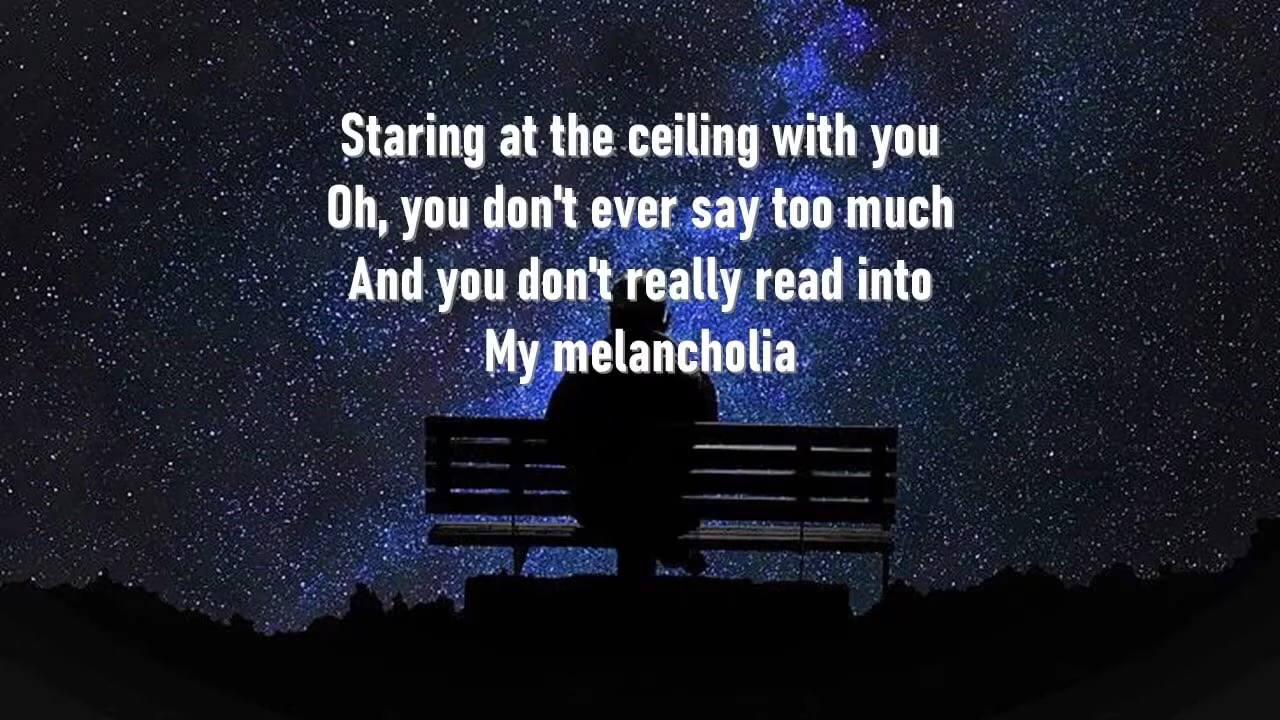 Staring at the ceiling with you
Oh, you don't ever say too much
And you don't really read into
My melancholia